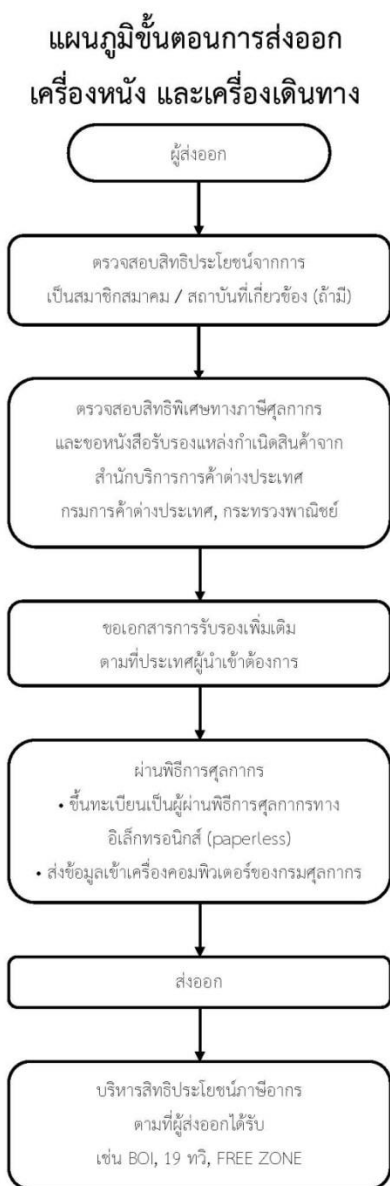 แผนภูมิขั้นตอนการส่งออก
เครื่องหนัง และเครื่องเดินทาง
ผู้ส่งออก
ตรวจสอบสิทธิประโยชน์จากการ
เป็นสมาชิกสมาคม / สถาบันที่เกี่ยวข้อง (ถ้ามี)
ตรวจสอบสิทธิพิเศษทางภาษีศุลกากร
และขอหนังสือรับรองแหล่งกำเนิดสินค้าจาก
สำนักบริการการค้าต่างประเทศ
กรมการค้าต่างประเทศ, กระทรวงพาณิชย์
ขอเอกสารการรับรองเพิ่มเติม
ตามที่ประเทศผู้นำเข้าต้องการ
ผ่านพิธีการศุลกากร
• ขึ้นทะเบียนเป็นผู้ผ่านพิธีการศุลกากรทาง
อิเล็กทรอนิกส์ (paperless)
• ส่งข้อมูลเข้าเครื่องคอมพิวเตอร์ของกรมศุลกากร
ส่งออก
บริหารสิทธิประโยชน์ภาษีอากร
ตามที่ผู้ส่งออกได้รับ
เช่น BOI, 19 ทวิ, FREE ZONE